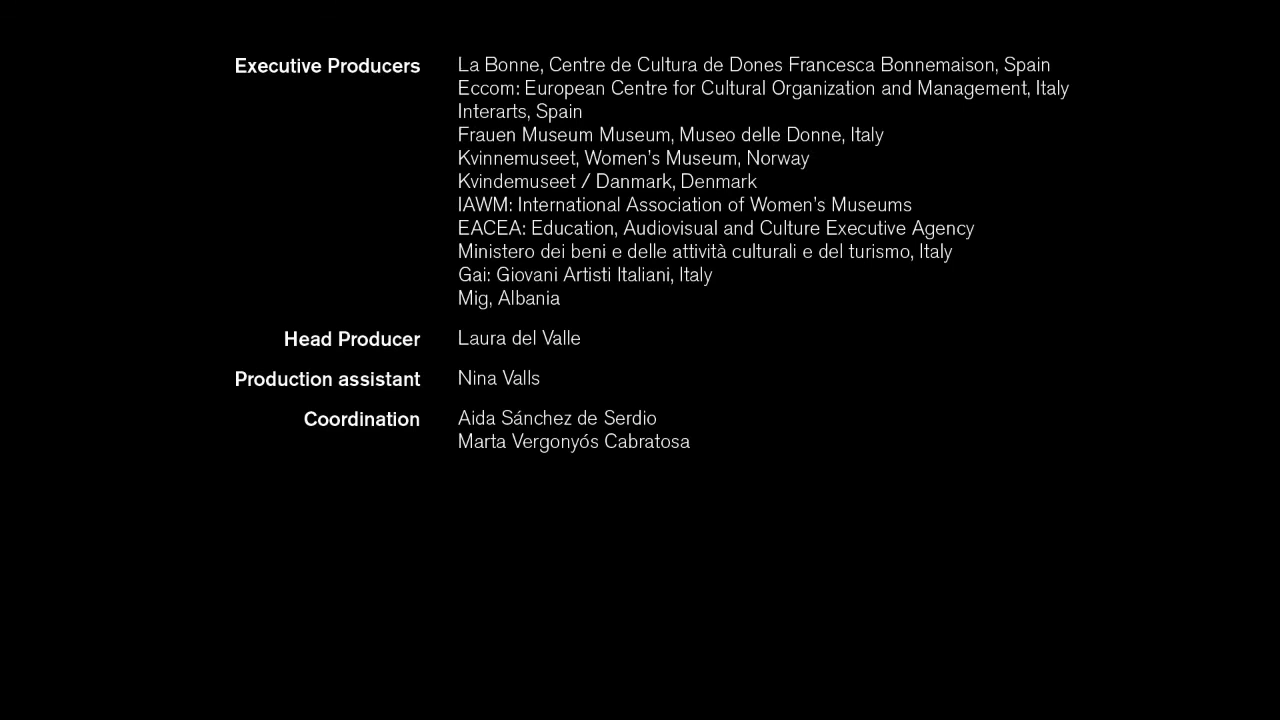 Executive Producers La Bonne, Centre de Cultura de Dones Francesca Bonnemaison, Spain
Eccom: European Centre for Cultural Organization and Management, Italy
Interarts, Spain
Frauen Museum Museum, Museo delle Donne, Italy
Kvinnemuseet, Women's Museum, Norway
Kvindemuseet / Danmark, Denmark
IAWM: International Association of Women's Museums
EACEA: Education, Audiovisual and Culture Executive Agency
Ministero dei beni e delle attività culturali e del turismo, Italy
Gai: Giovani Artisti Italiani, Italy
Mig, Albania
Head Producer Laura del Valle
Production assistant Nina Valls
Coordination Aida Sánchez de Serdio
Marta Vergonyós Cabratosa